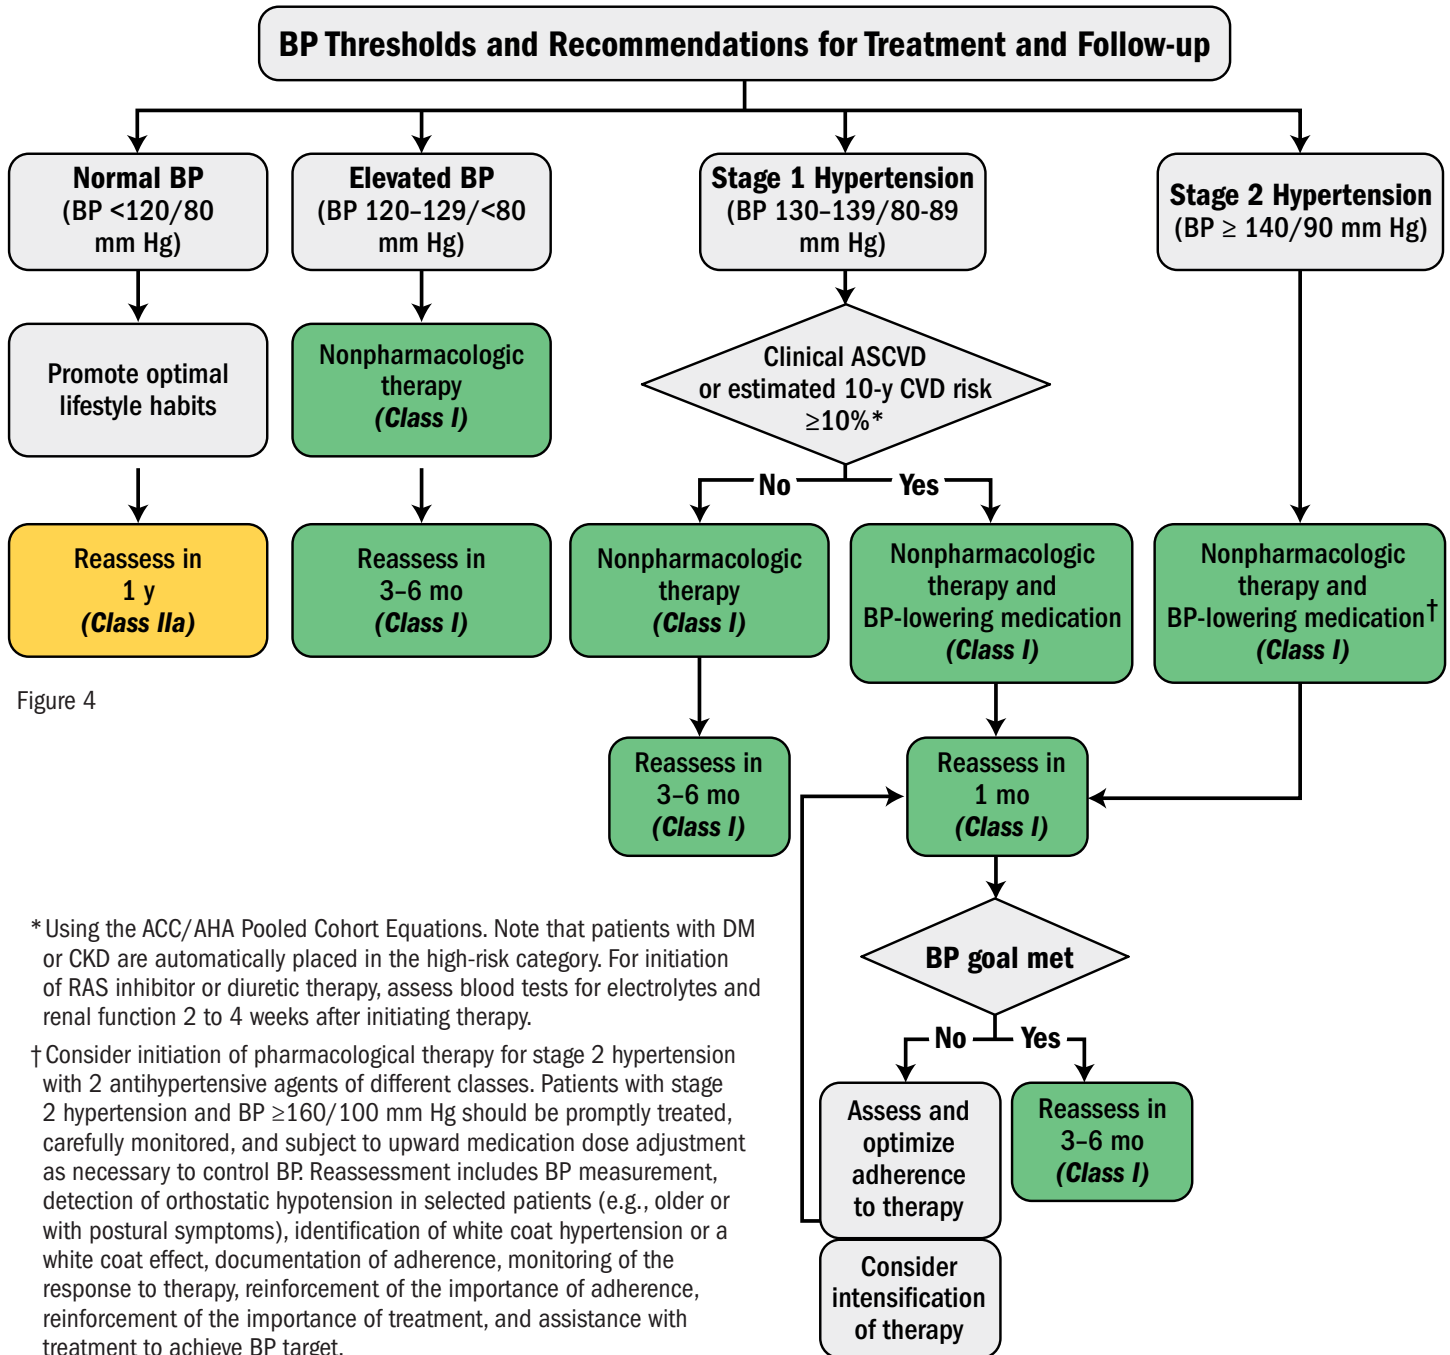 BP Thresholds and Recommendations for Treatment and Follow-up
Normal BP
(BP <120/80
mm Hg)
Elevated BP
(BP 120–129/<80
mm Hg)
Stage 1 Hypertension
(BP 130–139/80-89
mm Hg)
Stage 2 Hypertension
(BP ≥ 140/90 mm Hg)
Promote optimal
lifestyle habits
Nonpharmacologic
therapy
(Class I)
Clinical ASCVD
or estimated 10-y CVD risk
≥10%*
No
Yes
Reassess in
1 y
(Class IIa)
Reassess in
3–6 mo
(Class I)
Nonpharmacologic
therapy
(Class I)
Nonpharmacologic
therapy and
BP-lowering medication
(Class I)
Nonpharmacologic
therapy and
BP-lowering medication†
(Class I)
Figure 4
Reassess in
3–6 mo
(Class I)
Reassess in
1 mo
(Class I)
BP goal met
No
Yes
Assess and
optimize
adherence
to therapy
Reassess in
3–6 mo
(Class I)
Consider
intensification
of therapy
* Using the ACC/AHA Pooled Cohort Equations. Note that patients with DM
or CKD are automatically placed in the high-risk category. For initiation
of RAS inhibitor or diuretic therapy, assess blood tests for electrolytes and
renal function 2 to 4 weeks after initiating therapy.
† Consider initiation of pharmacological therapy for stage 2 hypertension
with 2 antihypertensive agents of different classes. Patients with stage
2 hypertension and BP ≥160/100 mm Hg should be promptly treated,
carefully monitored, and subject to upward medication dose adjustment
as necessary to control BP. Reassessment includes BP measurement,
detection of orthostatic hypotension in selected patients (e.g., older or
with postural symptoms), identification of white coat hypertension or a
white coat effect, documentation of adherence, monitoring of the
response to therapy, reinforcement of the importance of adherence,
reinforcement of the importance of treatment, and assistance with
treatment to achieve BP target.